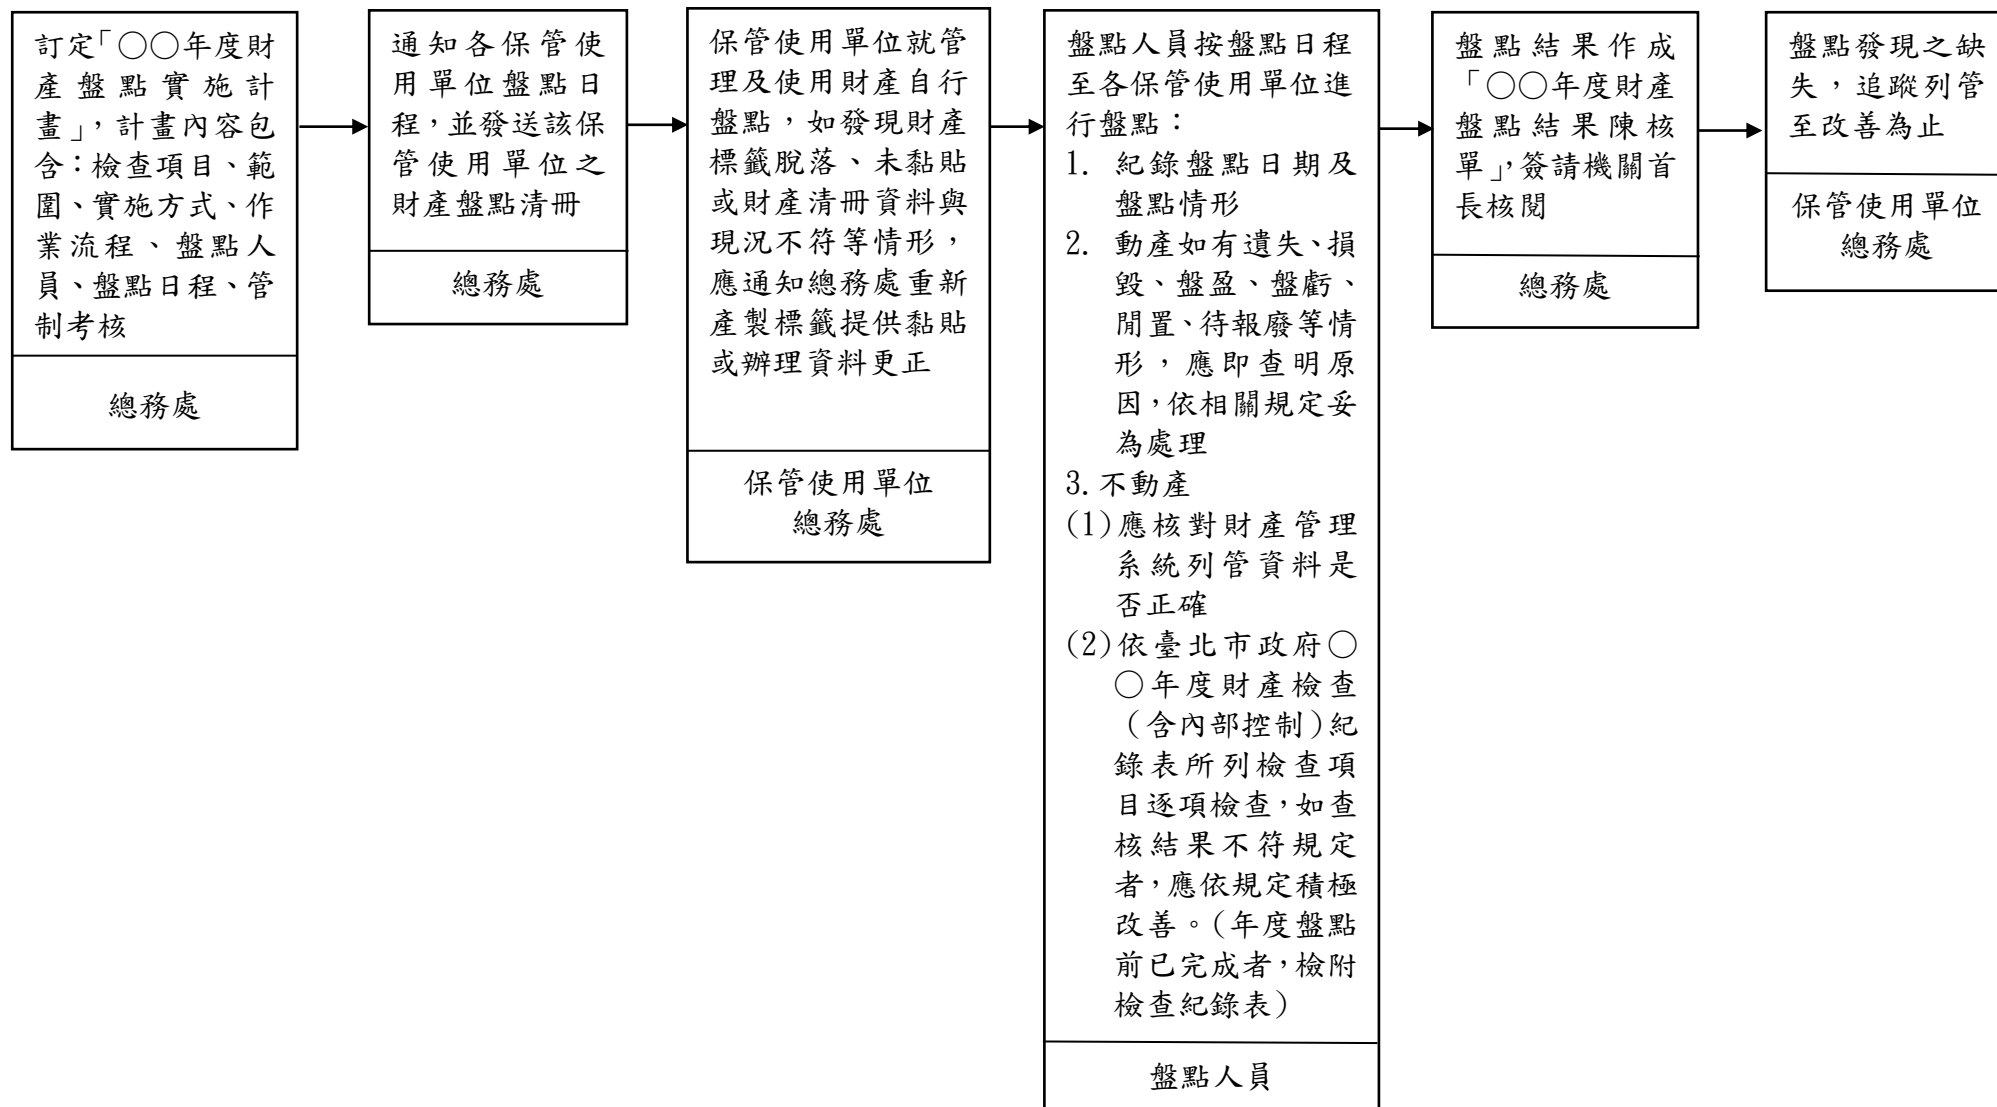 訂定「○○年度財
產盤點實施計
畫」，計畫內容包
含：檢查項目、範
圍、實施方式、作
業流程、盤點人
員、盤點日程、管
制考核
總務處
通知各保管使
用單位盤點日
程，並發送該保
管使用單位之
財產盤點清冊
總務處
保管使用單位就管
理及使用財產自行
盤點，如發現財產
標籤脫落、未黏貼
或財產清冊資料與
現況不符等情形，
應通知總務處重新
產製標籤提供黏貼
或辦理資料更正
保管使用單位
總務處
盤點人員按盤點日程
至各保管使用單位進
行盤點：
1. 紀錄盤點日期及
盤點情形
2. 動產如有遺失、損
毀、盤盈、盤虧、
閒置、待報廢等情
形，應即查明原
因，依相關規定妥
為處理
3.不動產
(1)應核對財產管理
系統列管資料是
否正確
(2)依臺北市政府○
○年度財產檢查
（含內部控制）紀
錄表所列檢查項
目逐項檢查，如查
核結果不符規定
者，應依規定積極
改善。（年度盤點
前已完成者，檢附
檢查紀錄表）
盤點人員
盤點結果作成
「○○年度財產
盤點結果陳核
單」，簽請機關首
長核閱
總務處
盤點發現之缺
失，追蹤列管
至改善為止
保管使用單位
總務處